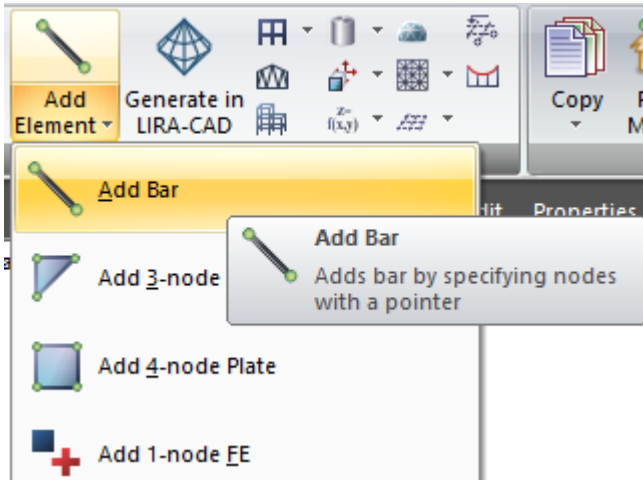 Add
Element
Generate in
LIRA-CAD
z=
f(x,y)
Copy
Add Bar
dit Properties
Add Bar
Adds bar by specifying nodes
with a pointer
Add 3-node
Add 4-node Plate
Add 1-node FE